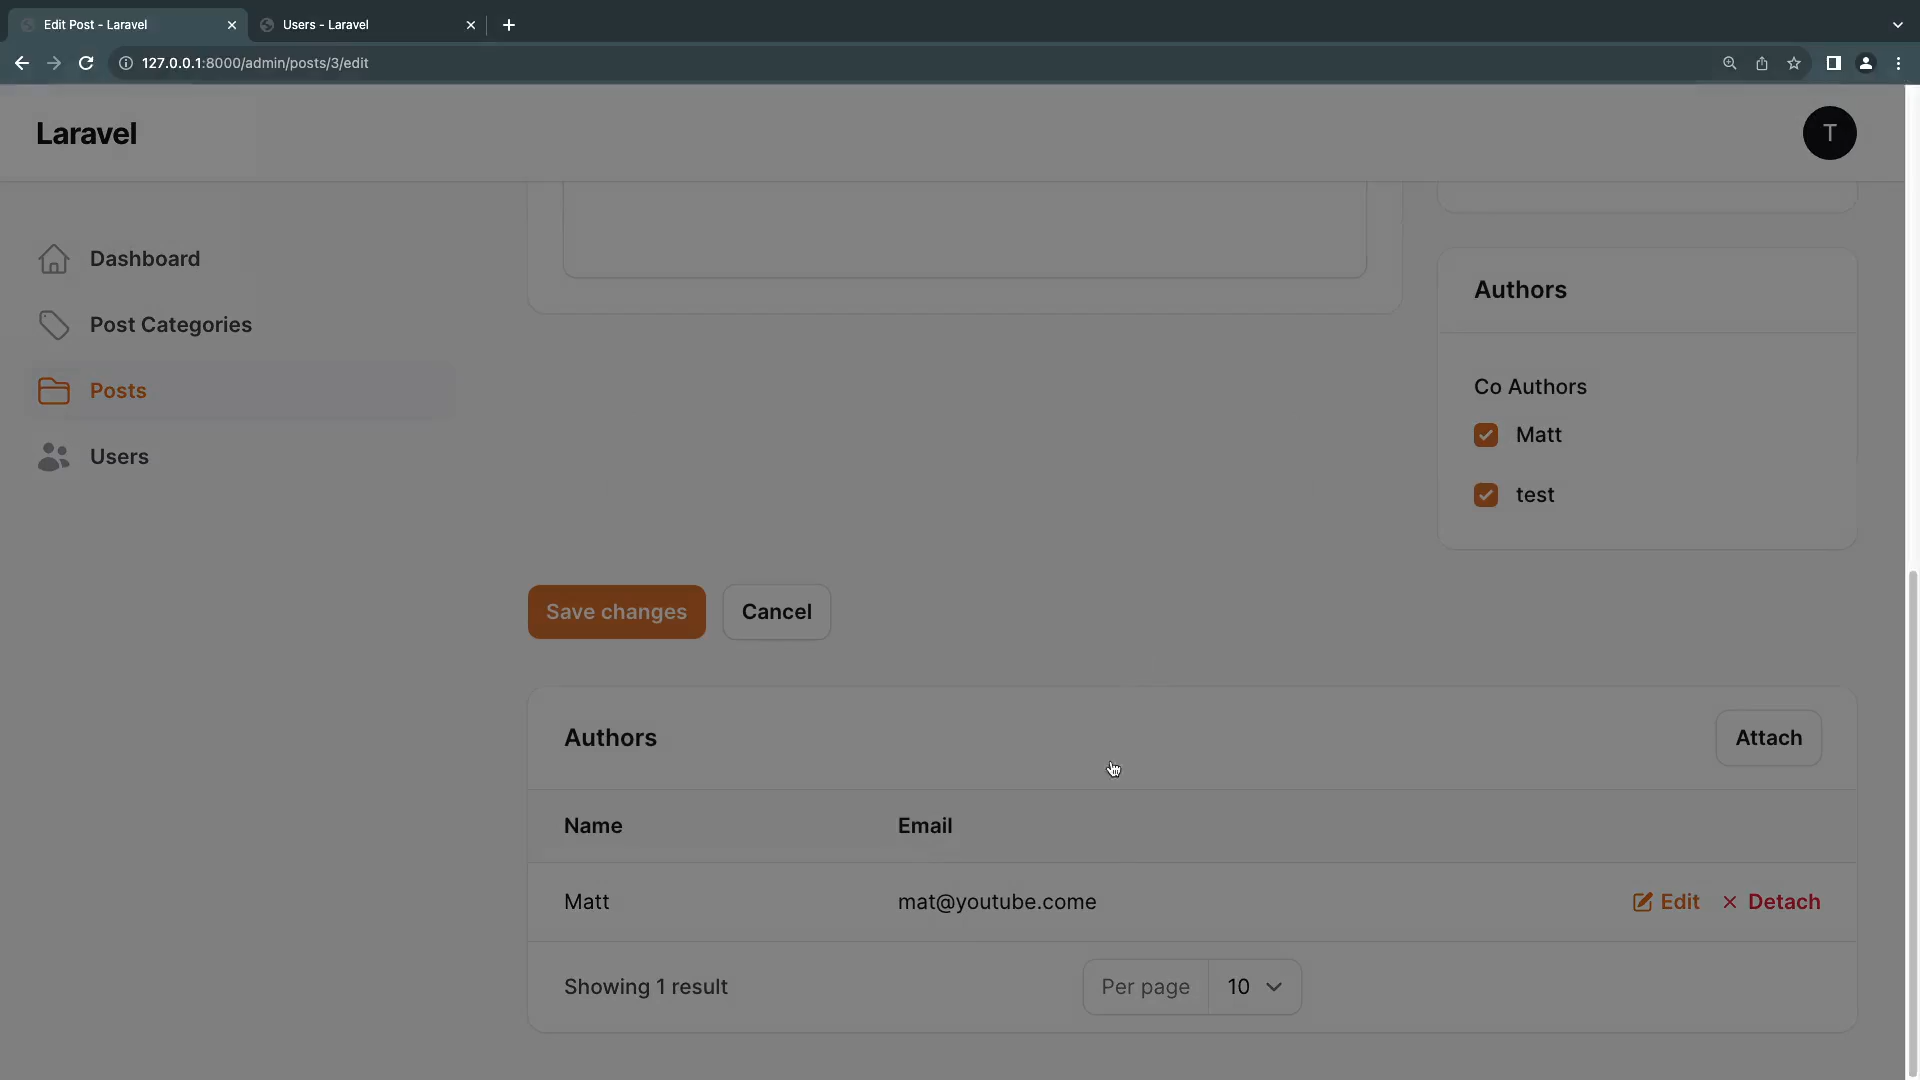 Edit Post - Laravel
Users - Laravel
127.0.0.1:8000/admin/posts/3/edit
Laravel
T
Dashboard
Post Categories
Posts
Users
Authors
Co Authors
Matt
test
Save changes
Cancel
Authors
Attach
Name
Email
Matt
mat@youtube.come
Edit
Detach
Showing 1 result
Per page
10